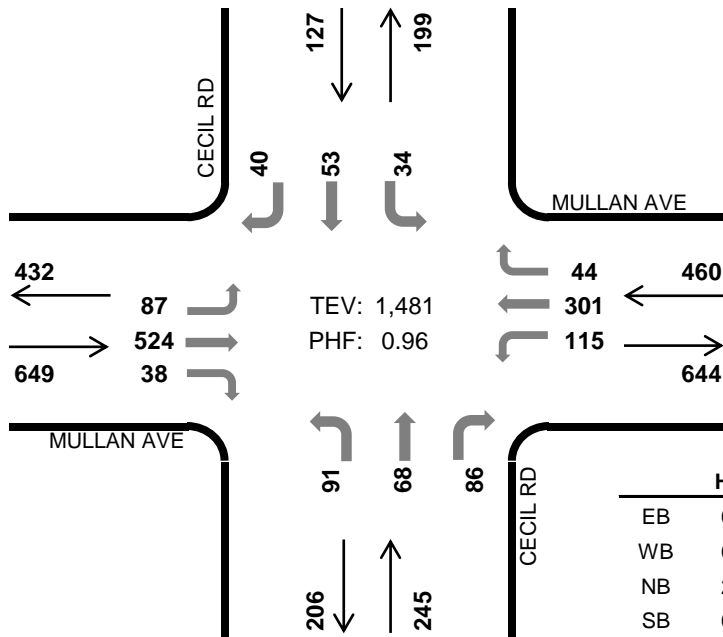 127
199
CECIL RD
40
53
34
MULLAN AVE
432
44
460
87
TEV: 1,481
301
524
PHF: 0.96
115
649
38
644
MULLAN AVE
91
68
86
CECIL RD
EB
WB
NB
SB
206
245